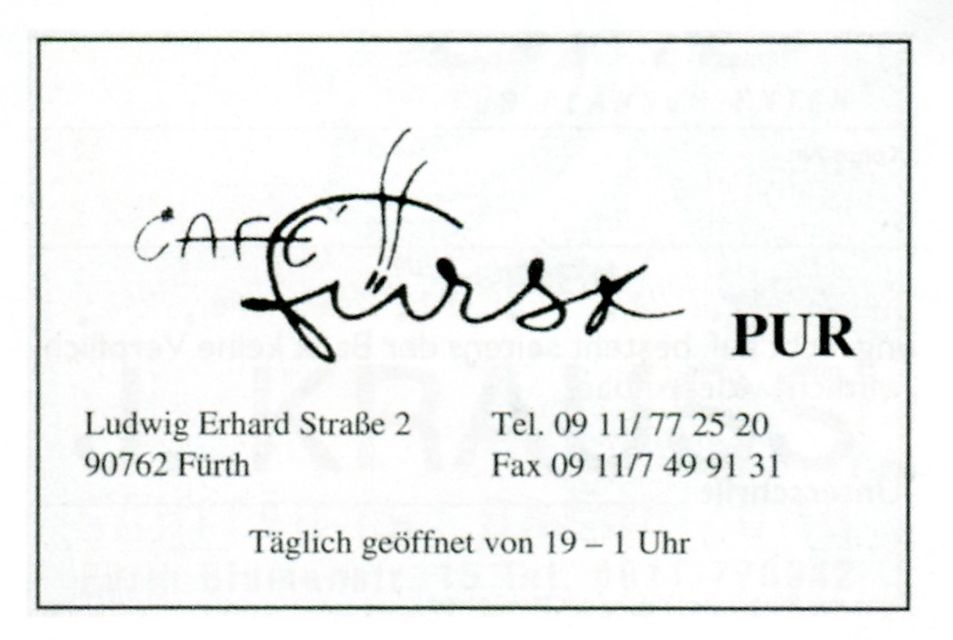 CAFÉ
Fürst
PUR
Ludwig Erhard Straße 2
90762 Fürth
Tel. 09 11/77 25 20
Fax 09 11/7 49 91 31
Täglich geöffnet von 19 – 1 Uhr